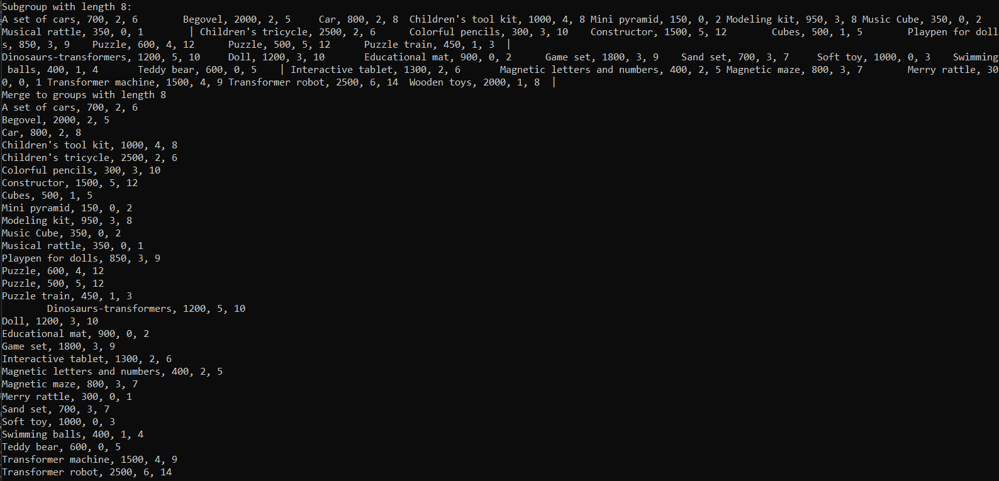 Subgroup with length 8:
A set of cars, 700, 2, 6        Begovel, 2000, 2, 5     Car, 800, 2, 8  Children's tool kit, 1000, 4, 8 Mini pyramid, 150, 0, 2 Modeling kit, 950, 3, 8 Music Cube, 350, 0, 2
Musical rattle, 350, 0, 1        | Children's tricycle, 2500, 2, 6      Colorful pencils, 300, 3, 10    Constructor, 1500, 5, 12        Cubes, 500, 1, 5        Playpen for doll
s, 850, 3, 9    Puzzle, 600, 4, 12      Puzzle, 500, 5, 12      Puzzle train, 450, 1, 3  |
Dinosaurs-transformers, 1200, 5, 10     Doll, 1200, 3, 10       Educational mat, 900, 0, 2      Game set, 1800, 3, 9    Sand set, 700, 3, 7     Soft toy, 1000, 0, 3    Swimming
 balls, 400, 1, 4       Teddy bear, 600, 0, 5    | Interactive tablet, 1300, 2, 6       Magnetic letters and numbers, 400, 2, 5 Magnetic maze, 800, 3, 7        Merry rattle, 30
0, 0, 1 Transformer machine, 1500, 4, 9 Transformer robot, 2500, 6, 14  Wooden toys, 2000, 1, 8  |
Merge to groups with length 8
A set of cars, 700, 2, 6
Begovel, 2000, 2, 5
Car, 800, 2, 8
Children's tool kit, 1000, 4, 8
Children's tricycle, 2500, 2, 6
Colorful pencils, 300, 3, 10
Constructor, 1500, 5, 12
Cubes, 500, 1, 5
Mini pyramid, 150, 0, 2
Modeling kit, 950, 3, 8
Music Cube, 350, 0, 2
Musical rattle, 350, 0, 1
Playpen for dolls, 850, 3, 9
Puzzle, 600, 4, 12
Puzzle, 500, 5, 12
Puzzle train, 450, 1, 3
        Dinosaurs-transformers, 1200, 5, 10
Doll, 1200, 3, 10
Educational mat, 900, 0, 2
Game set, 1800, 3, 9
Interactive tablet, 1300, 2, 6
Magnetic letters and numbers, 400, 2, 5
Magnetic maze, 800, 3, 7
Merry rattle, 300, 0, 1
Sand set, 700, 3, 7
Soft toy, 1000, 0, 3
Swimming balls, 400, 1, 4
Teddy bear, 600, 0, 5
Transformer machine, 1500, 4, 9
Transformer robot, 2500, 6, 14